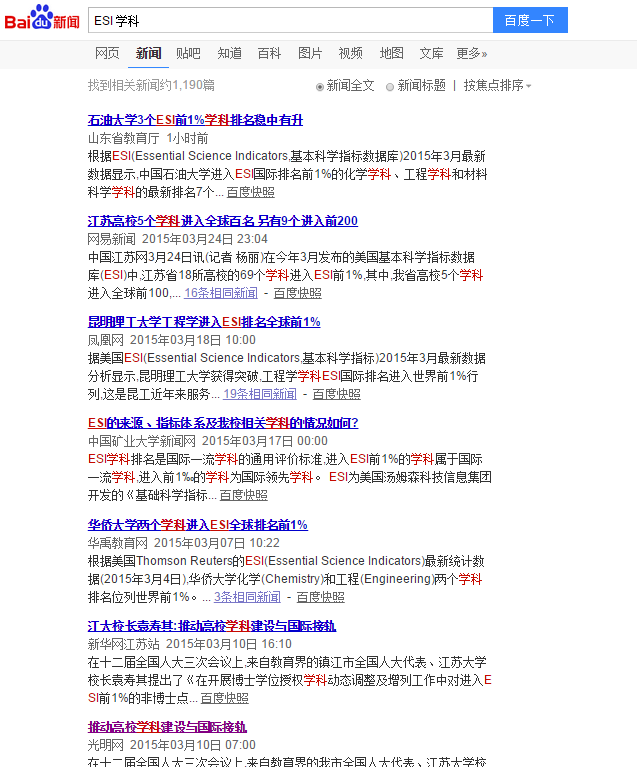 Bai du 新闻 ESI 学科 百度一下
网页 新闻 贴吧 知道 百科 图片 视频 地图 文库 更多»
找到相关新闻约1,190篇 新闻全文 新闻标题 | 按焦点排序
石油大学3个ESI前1%学科排名稳中有升
山东省教育厅 1小时前
根据ESI(Essential Science Indicators,基本科学指标数据库)2015年3月最新
数据显示,中国石油大学进入ESI国际排名前1%的化学学科、工程学科和材料
科学学科的最新排名7个... 百度快照
江苏高校5个学科进入全球百名 另有9个进入前200
网易新闻 2015年03月24日 23:04
中国江苏网3月24日讯(记者 杨丽)在今年3月发布的美国基本科学指标数据
库(ESI)中,江苏省18所高校的69个学科进入ESI前1%,其中,我省高校5个学科
进入全球前100,... 16条相同新闻 - 百度快照
昆明理工大学工程学进入ESI排名全球前1%
凤凰网 2015年03月18日 10:00
据美国ESI(Essential Science Indicators,基本科学指标)2015年3月最新数据
分析显示,昆明理工大学获得突破,工程学学科ESI国际排名进入世界前1%行
列,这是昆工近年来服务... 19条相同新闻 - 百度快照
ESI的来源、指标体系及我校相关学科的情况如何?
中国矿业大学新闻网 2015年03月17日 00:00
ESI学科排名是国际一流学科的通用评价标准,进入ESI前1%的学科属于国际
一流学科,进入前1‰的学科为国际领先学科。 ESI为美国汤姆森科技信息集团
开发的《基础科学指标... 百度快照
华侨大学两个学科进入ESI全球排名前1%
华禹教育网 2015年03月07日 10:22
根据美国Thomson Reuters的ESI(Essential Science Indicators)最新统计数
据(2015年3月4日),华侨大学化学(Chemistry)和工程(Engineering)两个学科
排名位列世界前1%。... 3条相同新闻 - 百度快照
江大校长袁寿其:推动高校学科建设与国际接轨
新华网江苏站 2015年03月10日 16:10
在十二届全国人大三次会议上,来自教育界的镇江市全国人大代表、江苏大学
校长袁寿其提出了《在开展博士学位授权学科动态调整及增列工作中对进入E
SI前1%的非博士点... 百度快照
推动高校学科建设与国际接轨
光明网 2015年03月10日 07:00
在十二届全国人大三次会议上,来自教育界的我市全国人大代表、江苏大学校